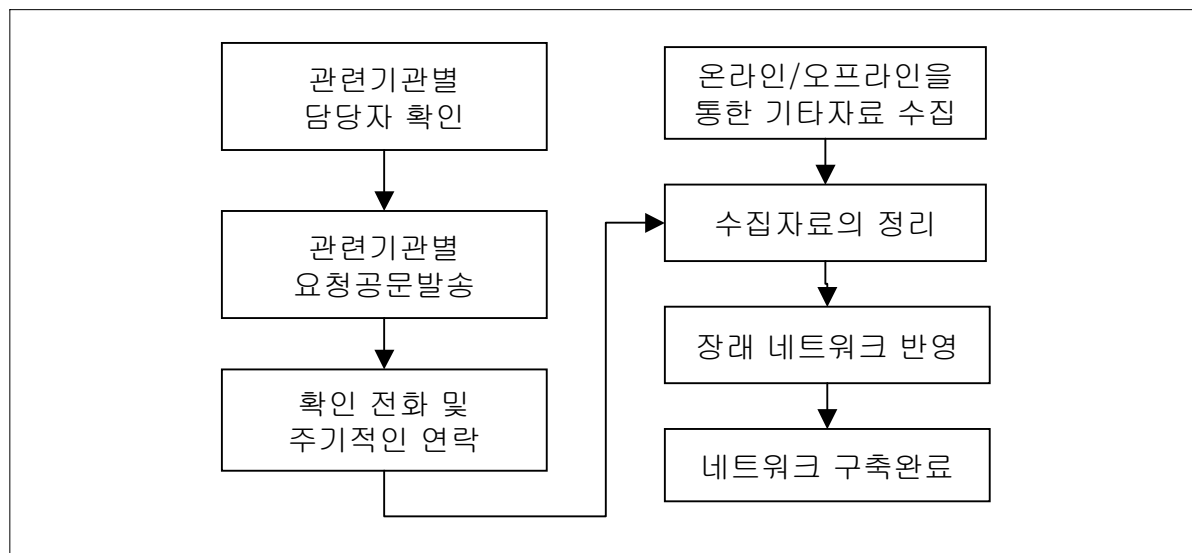 관련기관별
담당자 확인
관련기관별
요청공문발송
확인 전화 및
주기적인 연락
온라인/오프라인을
통한 기타자료 수집
수집자료의 정리
장래 네트워크 반영
네트워크 구축완료